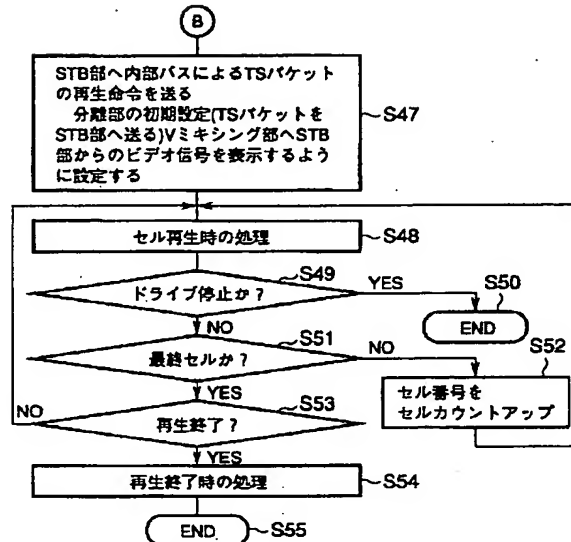 B
STB部へ内部バスによるTSパケット
の再生命令を送る
分離部の初期設定(TSパケットを
STB部へ送る)Vミキシング部へSTB
部からのビデオ信号を表示するよう
に設定する
S47
セル再生時の処理
S48
ドライブ停止か?
S49
YES
S50
END
NO
最終セルか?
S51
NO
S52
セル番号を
セルカウントアップ
YES
再生終了?
S53
NO
YES
再生終了時の処理
S54
END
S55